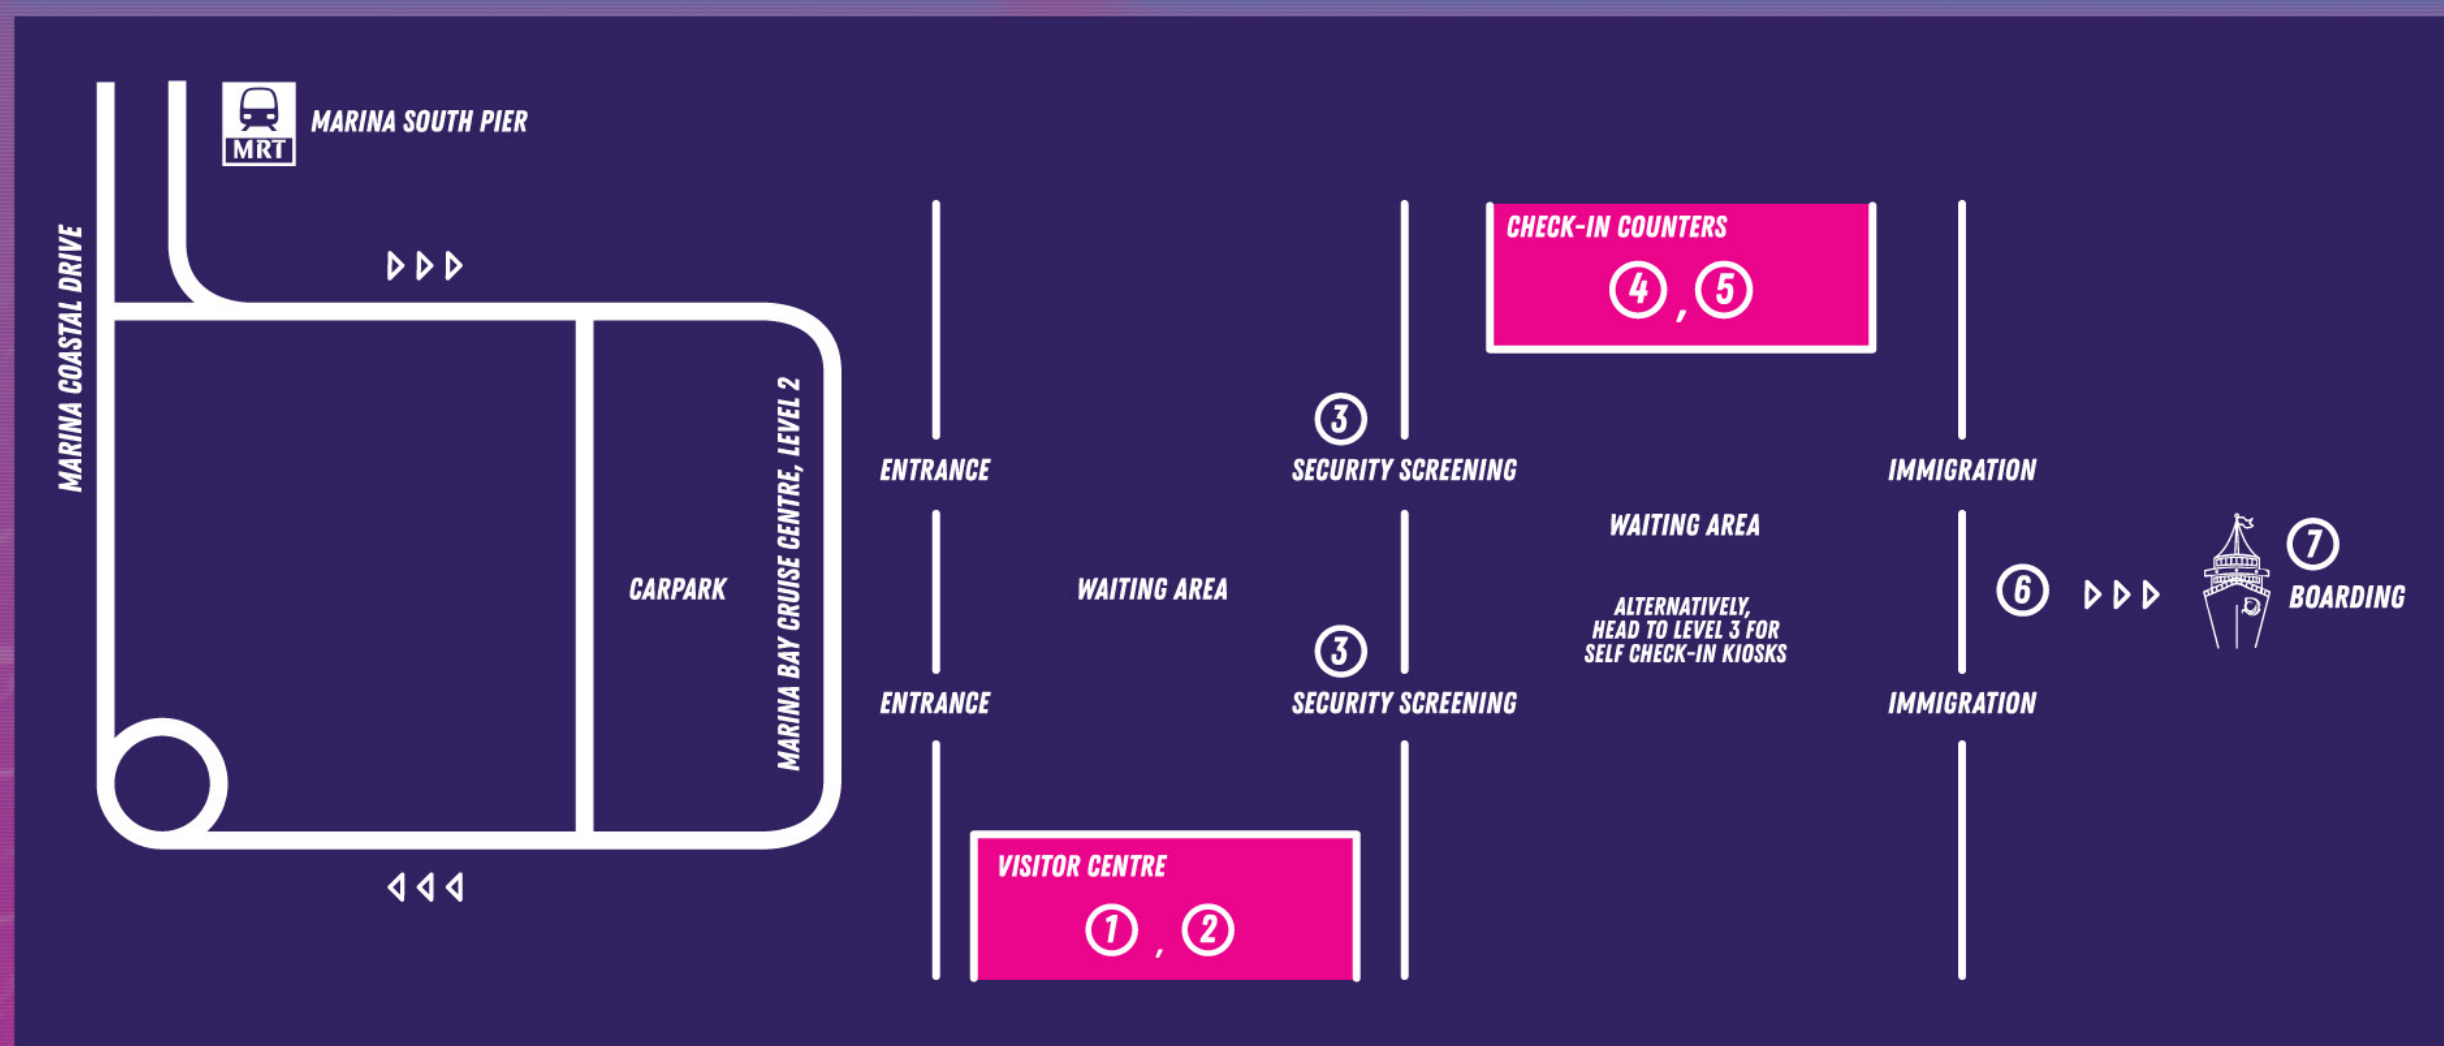 MRT
MARINA SOUTH PIER
MARINA COASTAL DRIVE
CARPARK
MARINA BAY CRUISE CENTRE, LEVEL 2
ENTRANCE
ENTRANCE
WAITING AREA
VISITOR CENTRE
1 , 2
3
SECURITY SCREENING
3
SECURITY SCREENING
CHECK-IN COUNTERS
4 , 5
WAITING AREA
ALTERNATIVELY,
HEAD TO LEVEL 3 FOR
SELF CHECK-IN KIOSKS
IMMIGRATION
IMMIGRATION
6
7
BOARDING